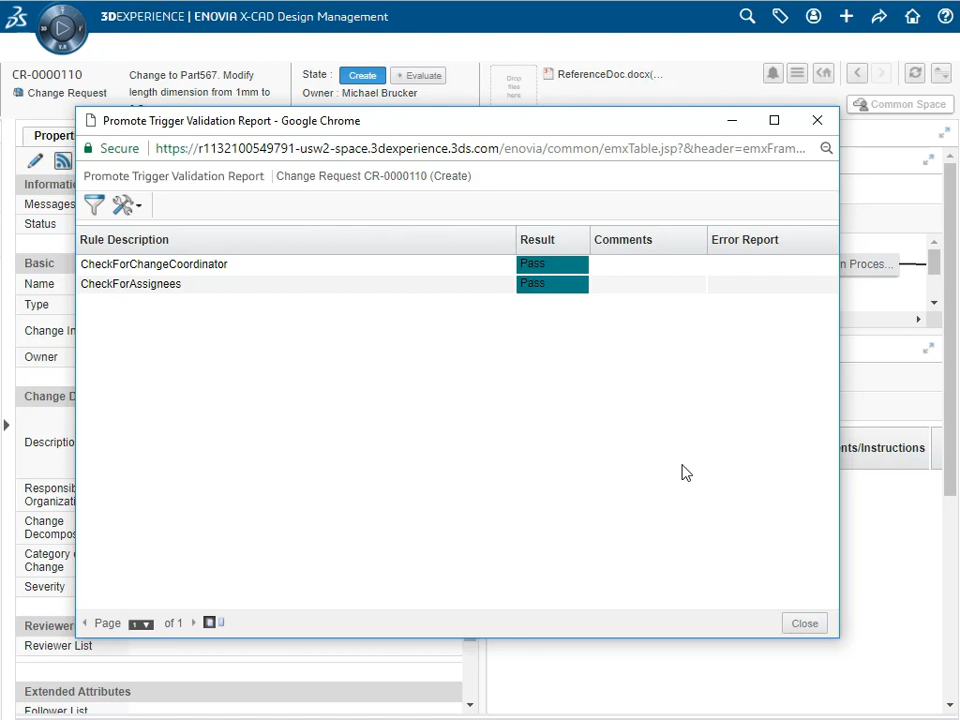 3DEXPERIENCE | ENOVIA X-CAD Design Management
3D
V.R
CR-0000110
Change Request
Change to Part567. Modify
length dimension from 1mm to
State :
Create
Evaluate
Owner : Michael Brucker
Drop
files
here
ReferenceDoc.docx(...
Common Space
Promote Trigger Validation Report - Google Chrome
Secure
https://r1132100549791-usw2-space.3dexperience.3ds.com/enovia/common/emxTable.jsp?&header=emxFram...
Promote Trigger Validation Report
Change Request CR-0000110 (Create)
Rule Description
Result
Comments
Error Report
CheckForChangeCoordinator
Pass
CheckForAssignees
Pass
Page
1
of 1
Close
Propert
Informati
Messages
Status
Basic
Name
Type
Change In
Owner
Change D
Descriptio
Responsib
Organizati
Change
Decompos
Category o
Change
Severity
Reviewer
Reviewer List
Extended Attributes
Follower List
n Proces...
nts/Instructions